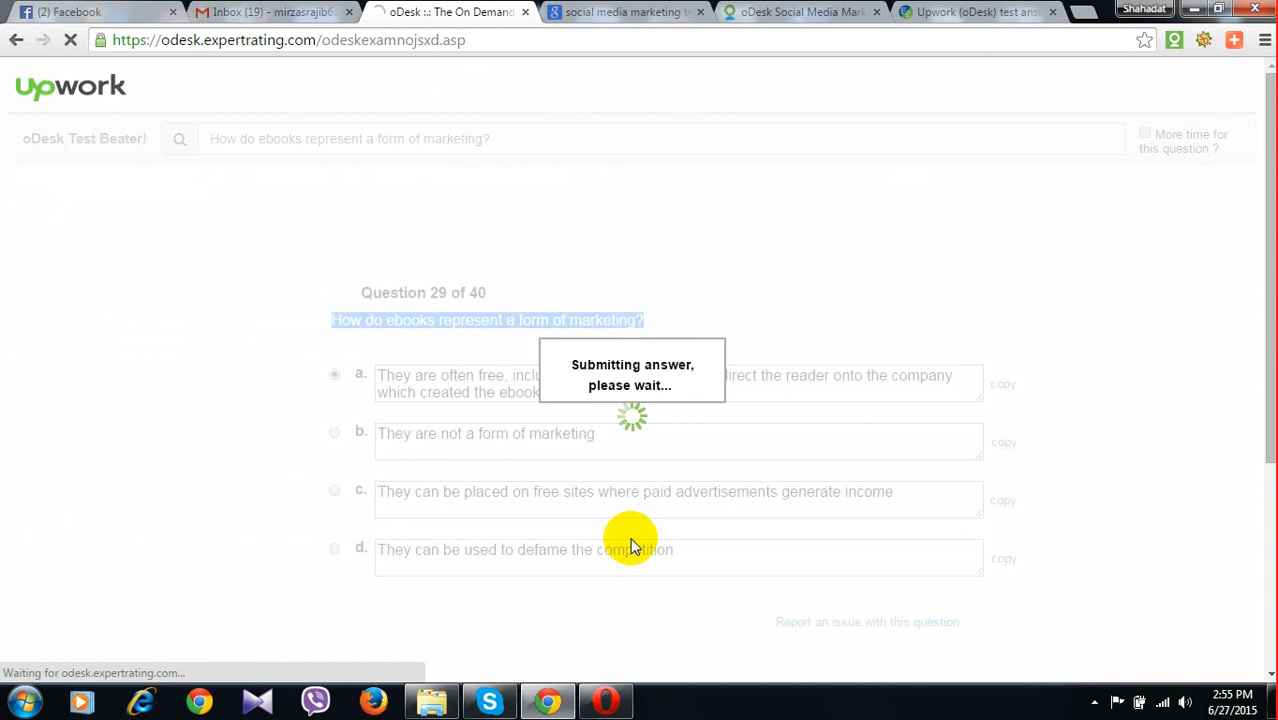 (2) Facebook
Inbox (19) - mirzasrajib6
oDesk :.: The On Demand
social media marketing t
oDesk Social Media Mark
Upwork (oDesk) test ans
Shahadat
https://odesk.expertrating.com/odeskexamnojsxd.asp
upwork
oDesk Test Beater!
How do ebooks represent a form of marketing?
More time for
this question ?
Question 29 of 40
How do ebooks represent a form of marketing?
Submitting answer,
please wait...
a.
They are often free, inclu
direct the reader onto the company
which created the ebook
copy
b.
They are not a form of marketing
copy
c.
They can be placed on free sites where paid advertisements generate income
copy
d.
They can be used to defame the competition
copy
Report an issue with this question
Waiting for odesk.expertrating.com...
2:55 PM
6/27/2015